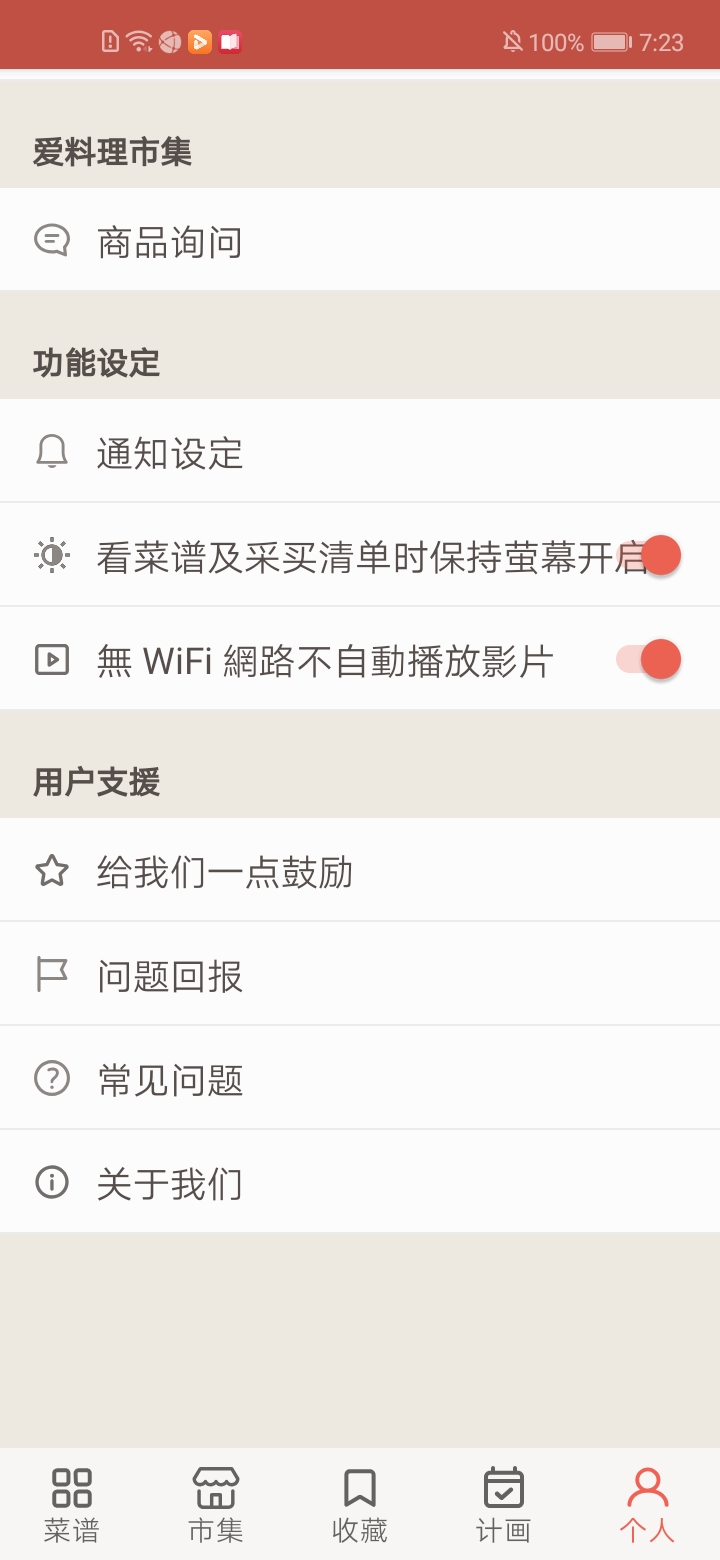 100% 7:23
爱料理市集
商品询问
功能设定
通知设定
看菜谱及采买清单时保持萤幕开启
無 WiFi 網路不自動播放影片
用户支援
给我们一点鼓励
问题回报
常见问题
关于我们
菜谱 市集 收藏 计画 个人